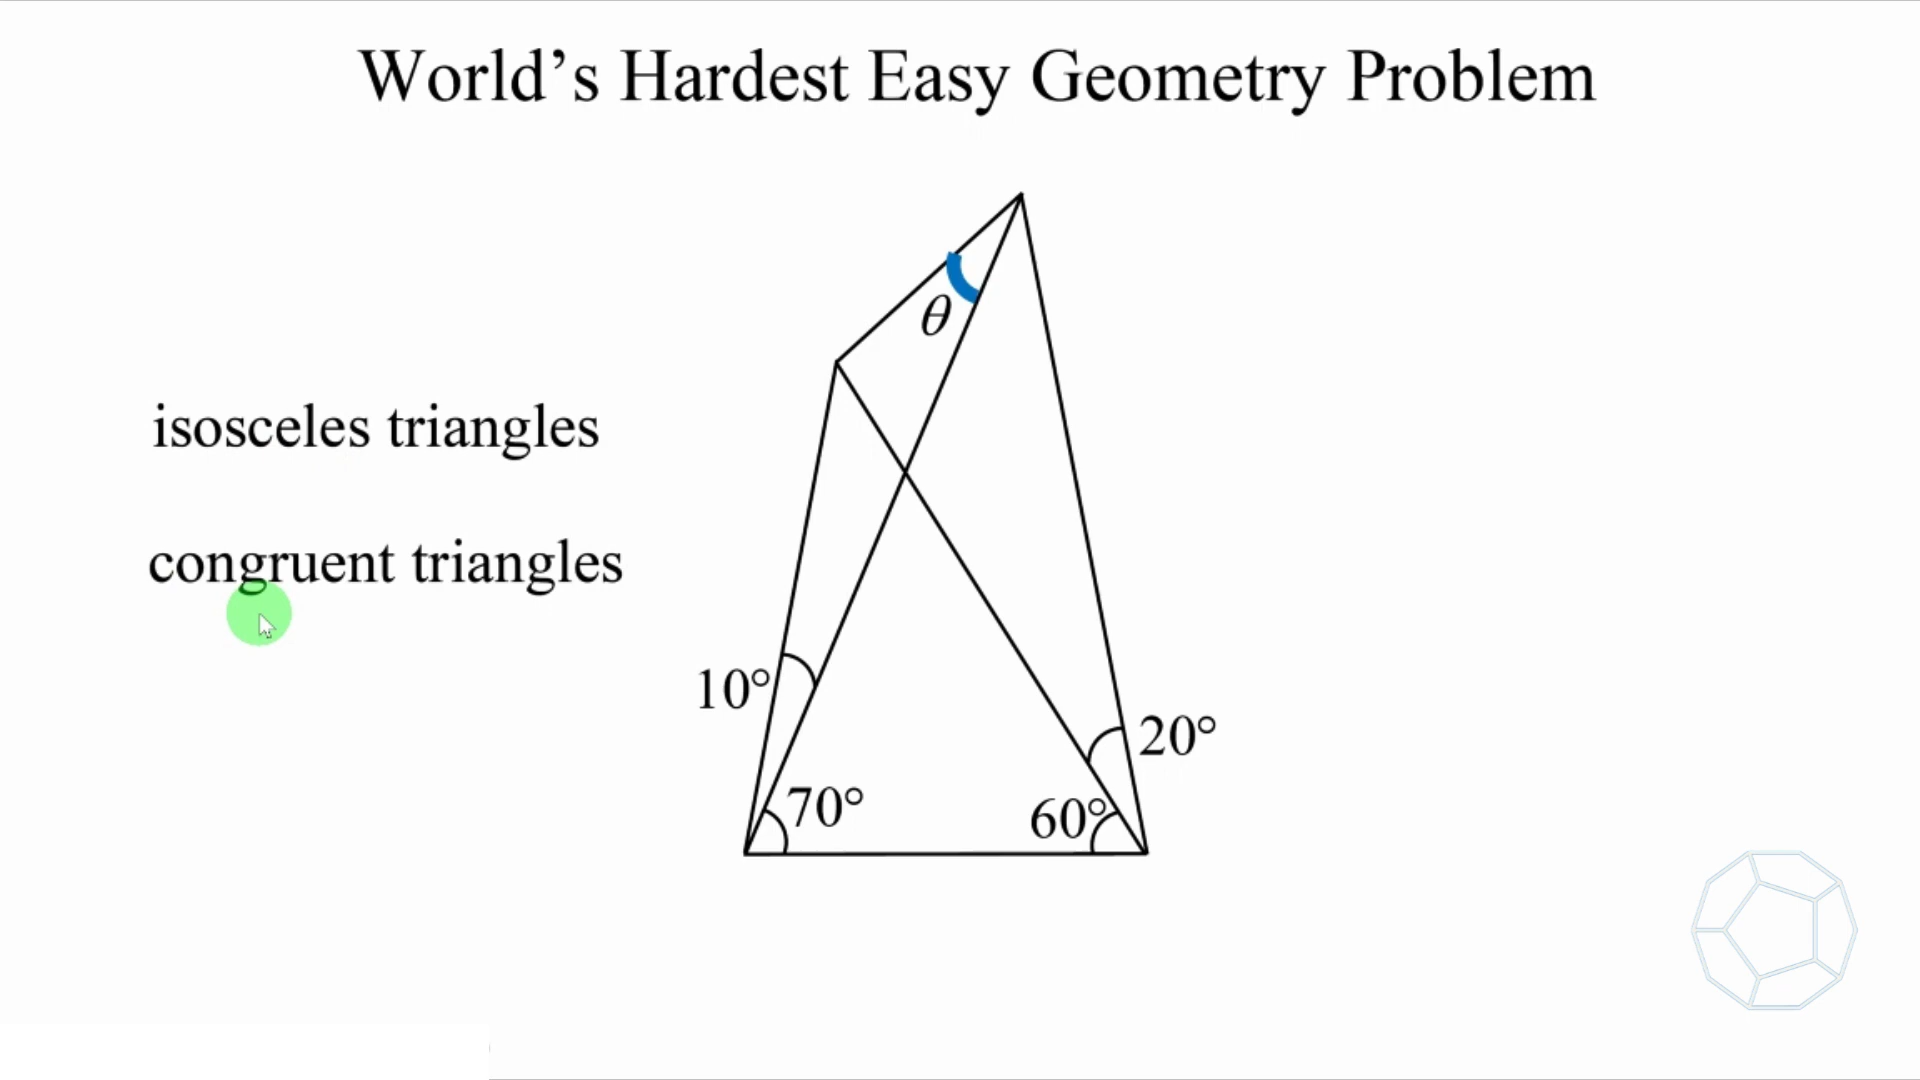 World’s Hardest Easy Geometry Problem
θ
isosceles triangles
congruent triangles
10°
20°
70°
60°